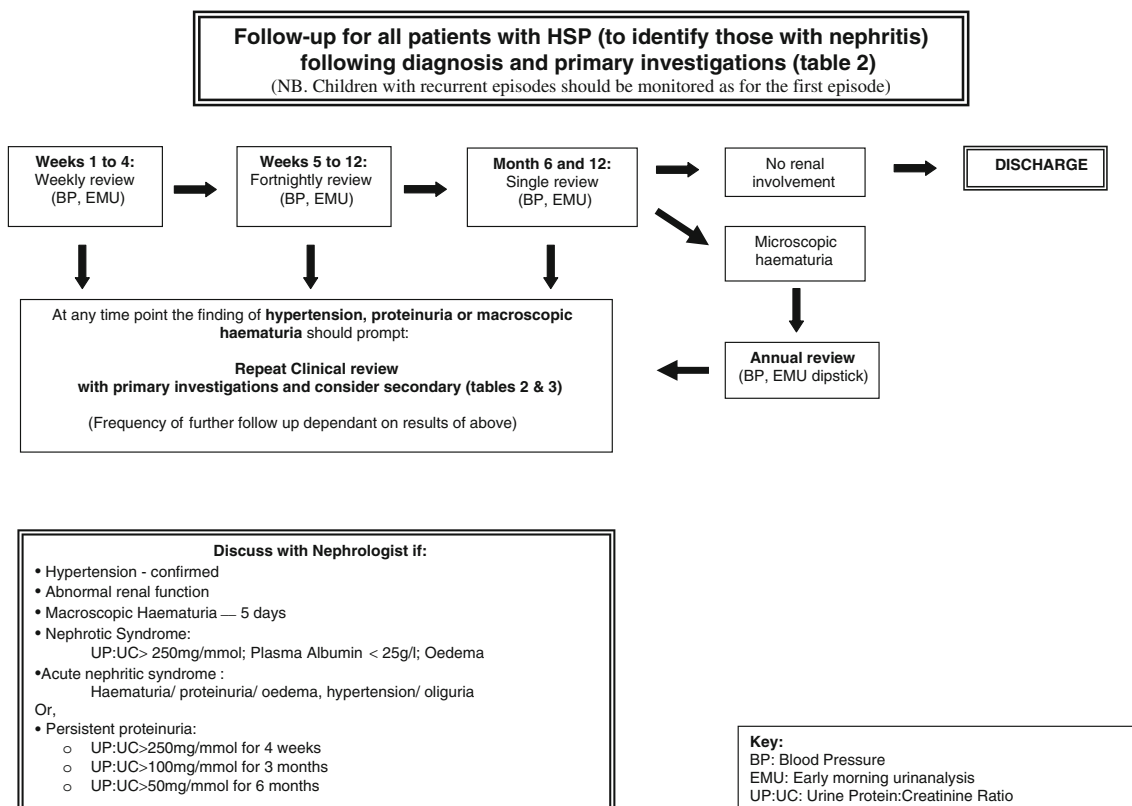 Follow-up for all patients with HSP (to identify those with nephritis)
following diagnosis and primary investigations (table 2)
(NB. Children with recurrent episodes should be monitored as for the first episode)
Weeks 1 to 4:
Weekly review
(BP, EMU)
Weeks 5 to 12:
Fortnightly review
(BP, EMU)
Month 6 and 12:
Single review
(BP, EMU)
No renal
involvement
DISCHARGE
Microscopic
haematuria
Annual review
(BP, EMU dipstick)
At any time point the finding of hypertension, proteinuria or macroscopic
haematuria should prompt:
Repeat Clinical review
with primary investigations and consider secondary (tables 2 & 3)
(Frequency of further follow up dependant on results of above)
Discuss with Nephrologist if:
• Hypertension - confirmed
• Abnormal renal function
• Macroscopic Haematuria — 5 days
• Nephrotic Syndrome:
UP:UC> 250mg/mmol; Plasma Albumin < 25g/l; Oedema
•Acute nephritic syndrome :
Haematuria/ proteinuria/ oedema, hypertension/ oliguria
Or,
• Persistent proteinuria:
o UP:UC>250mg/mmol for 4 weeks
o UP:UC>100mg/mmol for 3 months
o UP:UC>50mg/mmol for 6 months
Key:
BP: Blood Pressure
EMU: Early morning urinanalysis
UP:UC: Urine Protein:Creatinine Ratio